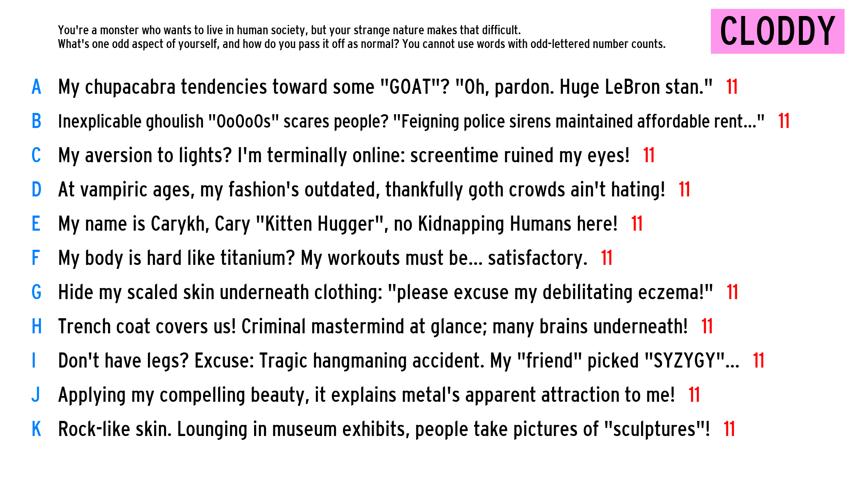 You're a monster who wants to live in human society, but your strange nature makes that difficult.
What's one odd aspect of yourself, and how do you pass it off as normal? You cannot use words with odd-lettered number counts.
CLODDY
A My chupacabra tendencies toward some "GOAT"? "Oh, pardon. Huge LeBron stan." 11
B Inexplicable ghoulish "OoOoOs" scares people? "Feigning police sirens maintained affordable rent..." 11
C My aversion to lights? I'm terminally online: screentime ruined my eyes! 11
D At vampiric ages, my fashion's outdated, thankfully goth crowds ain't hating! 11
E My name is Carykh, Cary "Kitten Hugger", no Kidnapping Humans here! 11
F My body is hard like titanium? My workouts must be... satisfactory. 11
G Hide my scaled skin underneath clothing: "please excuse my debilitating eczema!" 11
H Trench coat covers us! Criminal mastermind at glance; many brains underneath! 11
I Don't have legs? Excuse: Tragic hangmaning accident. My "friend" picked "SYZYGY"... 11
J Applying my compelling beauty, it explains metal's apparent attraction to me! 11
K Rock-like skin. Lounging in museum exhibits, people take pictures of "sculptures"! 11